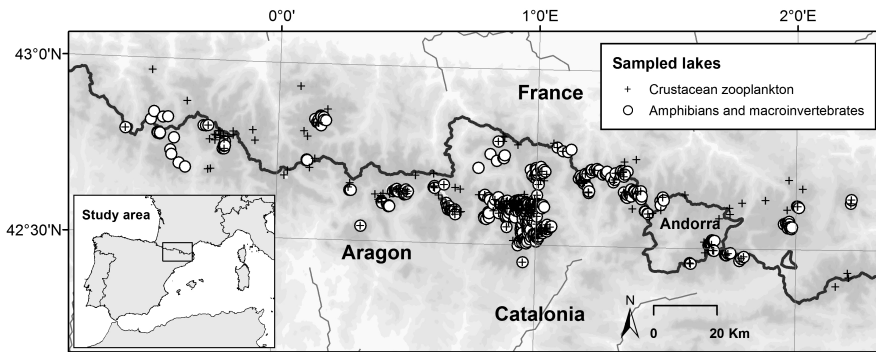 0°0'
1°0'E
2°0'E
43°0'N
42°30'N
France
Sampled lakes
Crustacean zooplankton
Amphibians and macroinvertebrates
Study area
Andorra
Aragon
Catalonia
N
0
20 Km